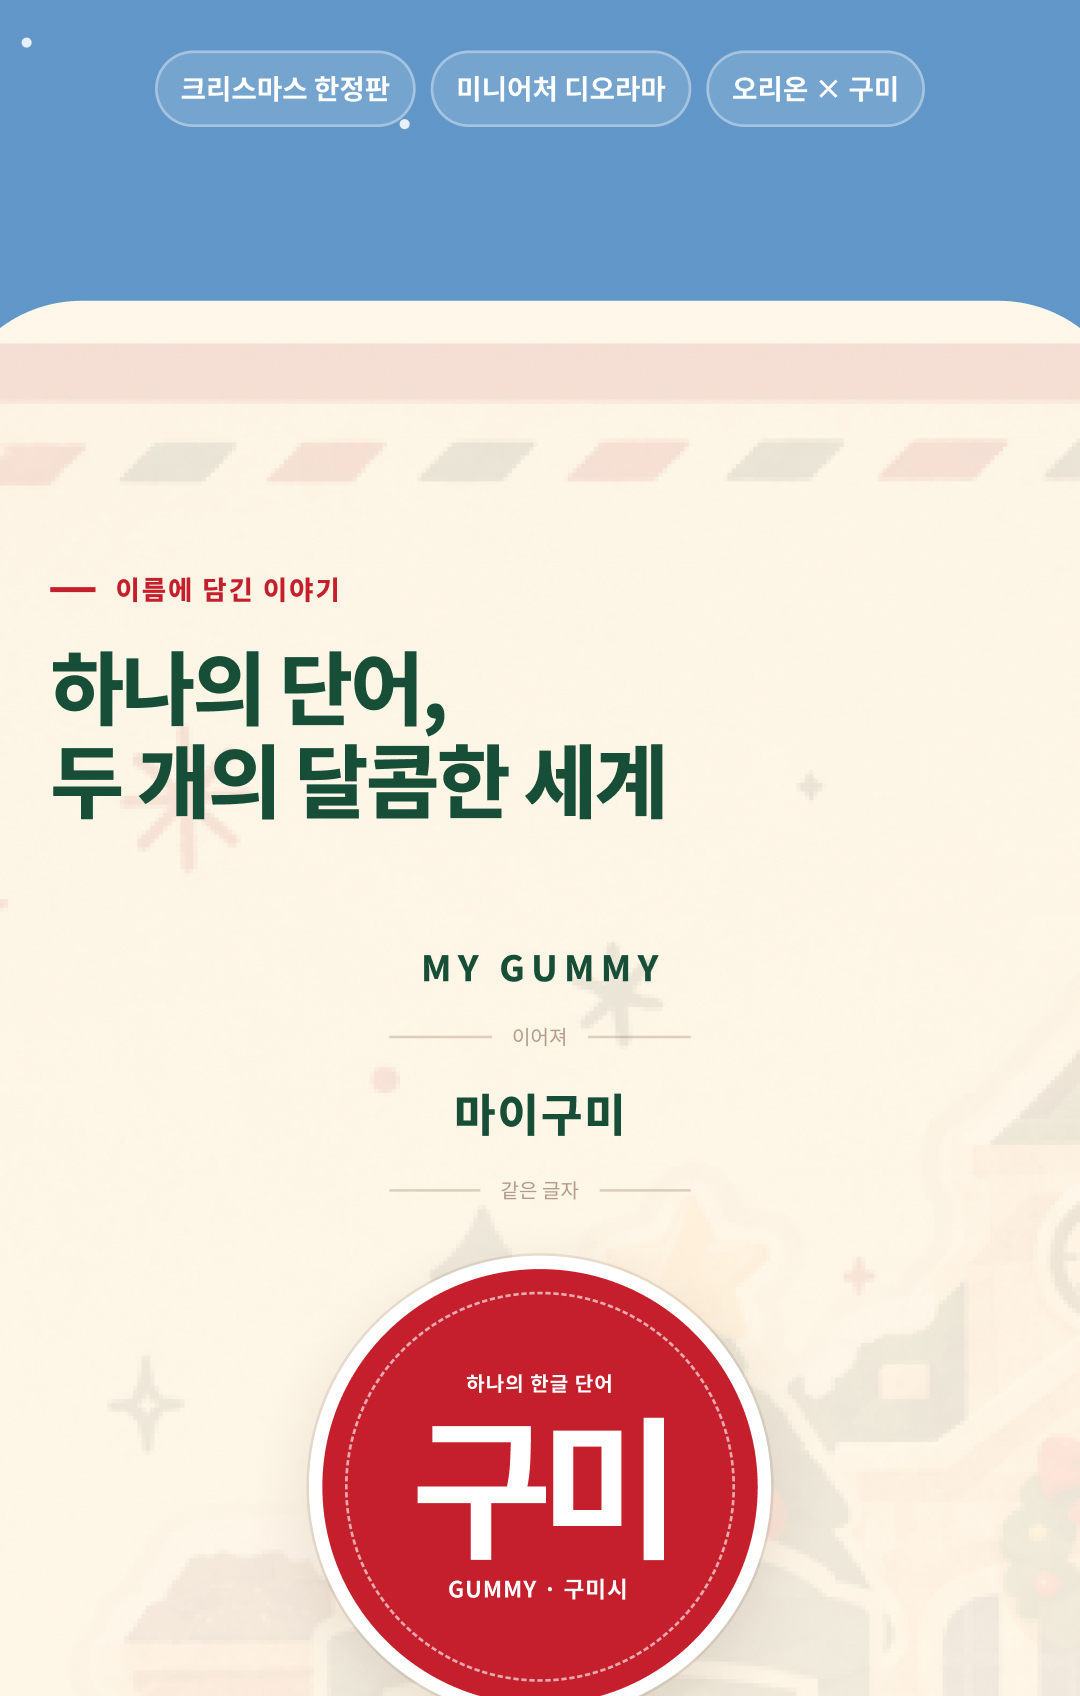 크리스마스 한정판
미니어처 디오라마
오리온 × 구미
이름에 담긴 이야기
하나의 단어,
두 개의 달콤한 세계
MY GUMMY
이어져
마이구미
같은 글자
하나의 한글 단어
구미
GUMMY · 구미시